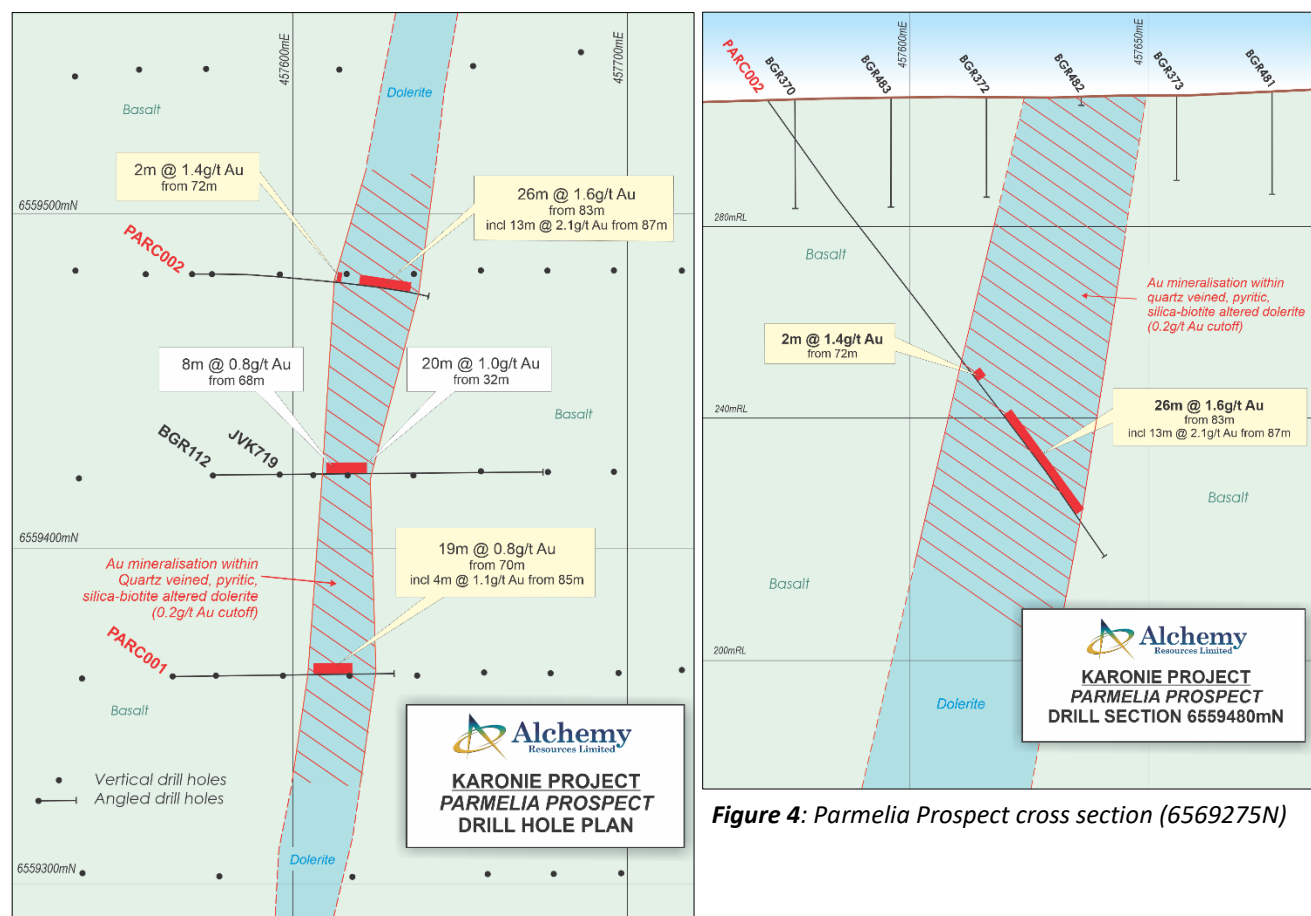 457600mE
457700mE
Dolerite
Basalt
2m @ 1.4g/t Au
from 72m
26m @ 1.6g/t Au
from 83m
incl 13m @ 2.1g/t Au from 87m
6559500mN
PARC002
8m @ 0.8g/t Au
from 68m
20m @ 1.0g/t Au
from 32m
Basalt
BGR112
JVK719
6559400mN
19m @ 0.8g/t Au
from 70m
incl 4m @ 1.1g/t Au from 85m
Au mineralisation within
Quartz veined, pyritic,
silica-biotite altered dolerite
(0.2g/t Au cutoff)
PARC001
Basalt
Vertical drill holes
Angled drill holes
Alchemy
Resources Limited
KARONIE PROJECT
PARMELIA PROSPECT
DRILL HOLE PLAN
Dolerite
6559300mN
457600mE
457650mE
PARC002
BGR370
BGR483
BGR372
BGR482
BGR373
BGR481
280mRL
Basalt
Au mineralisation within
quartz veined, pyritic,
silica-biotite altered dolerite
(0.2g/t Au cutoff)
2m @ 1.4g/t Au
from 72m
240mRL
26m @ 1.6g/t Au
from 83m
incl 13m @ 2.1g/t Au from 87m
Basalt
Basalt
200mRL
Dolerite
Alchemy
Resources Limited
KARONIE PROJECT
PARMELIA PROSPECT
DRILL SECTION 6559480mN
Figure 4: Parmelia Prospect cross section (6569275N)